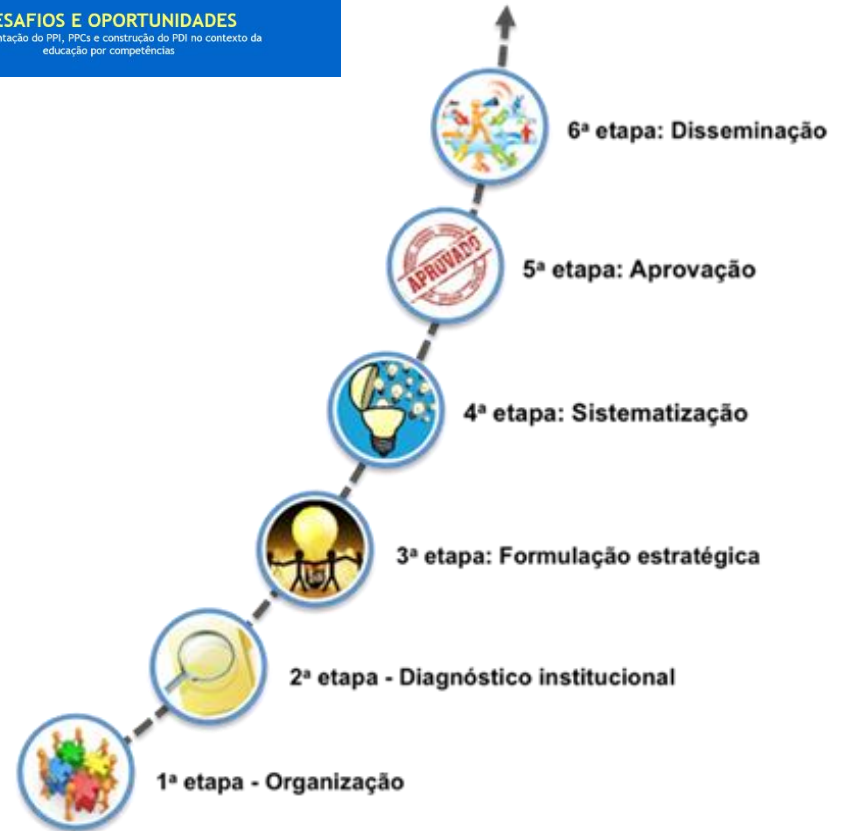 ESAFIOS E OPORTUNIDADES
ntação do PPI, PPCs e construção do PDI no contexto da
educação por competências
6ª etapa: Disseminação
APROVADO
5ª etapa: Aprovação
4ª etapa: Sistematização
3ª etapa: Formulação estratégica
2ª etapa - Diagnóstico institucional
1ª etapa - Organização